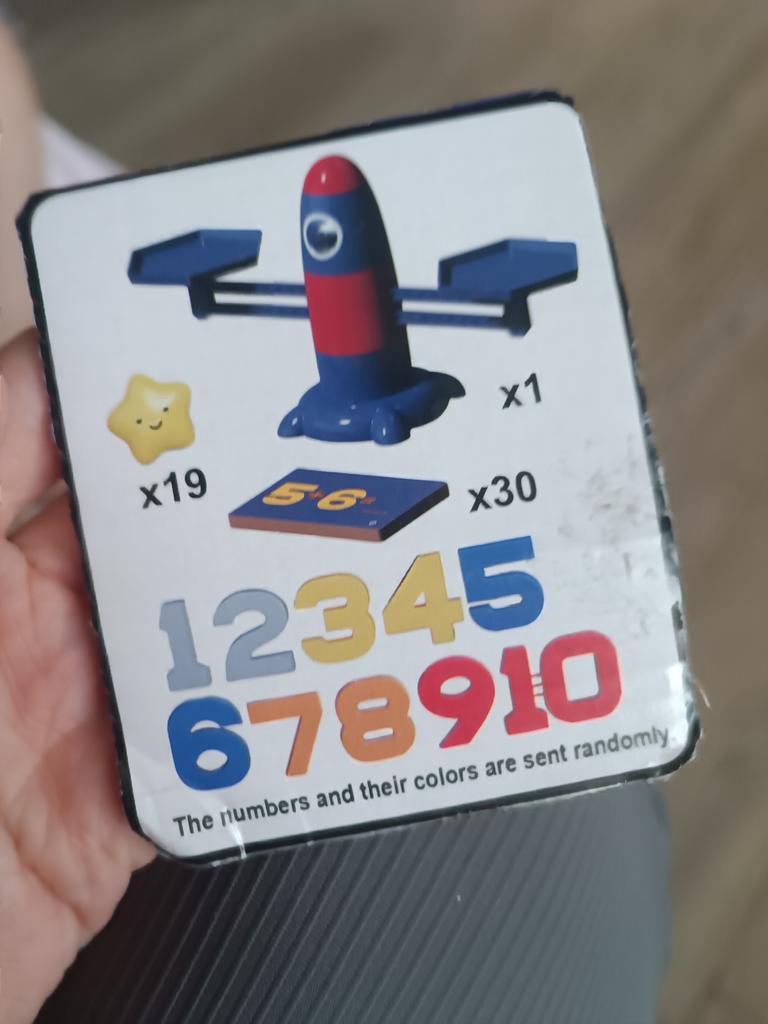 x1
x19
5+6=
x30
12345
678910
The numbers and their colors are sent randomly.